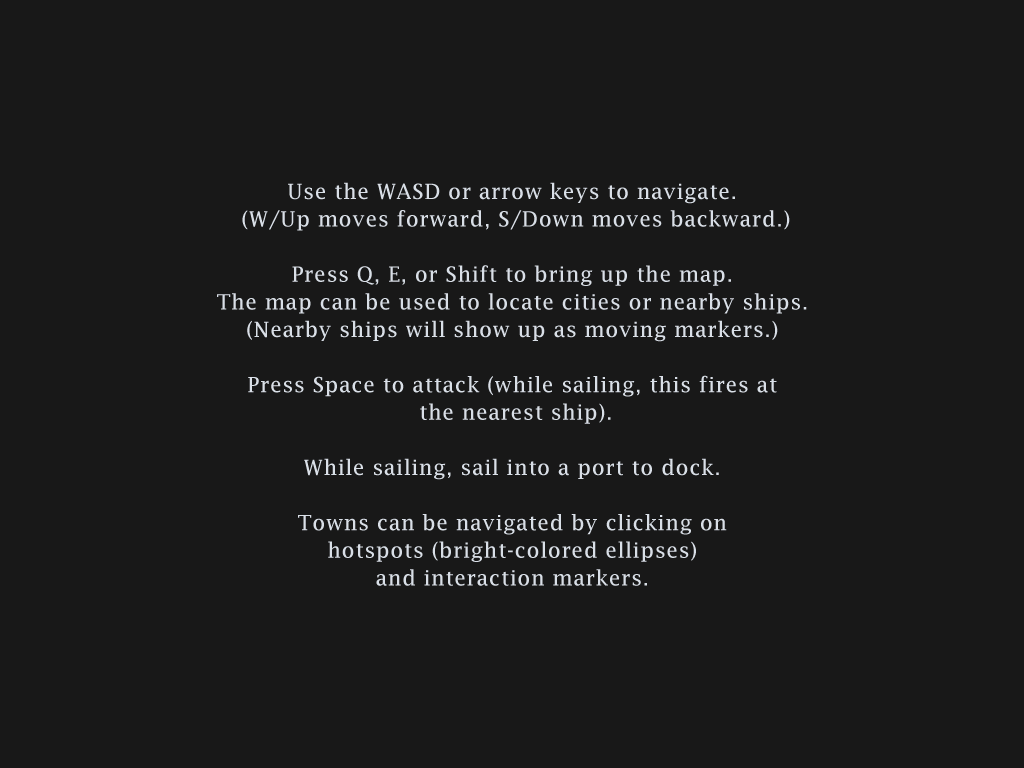 Use the WASD or arrow keys to navigate.
(W/Up moves forward, S/Down moves backward.)
Press Q, E, or Shift to bring up the map.
The map can be used to locate cities or nearby ships.
(Nearby ships will show up as moving markers.)
Press Space to attack (while sailing, this fires at
the nearest ship).
While sailing, sail into a port to dock.
Towns can be navigated by clicking on
hotspots (bright-colored ellipses)
and interaction markers.